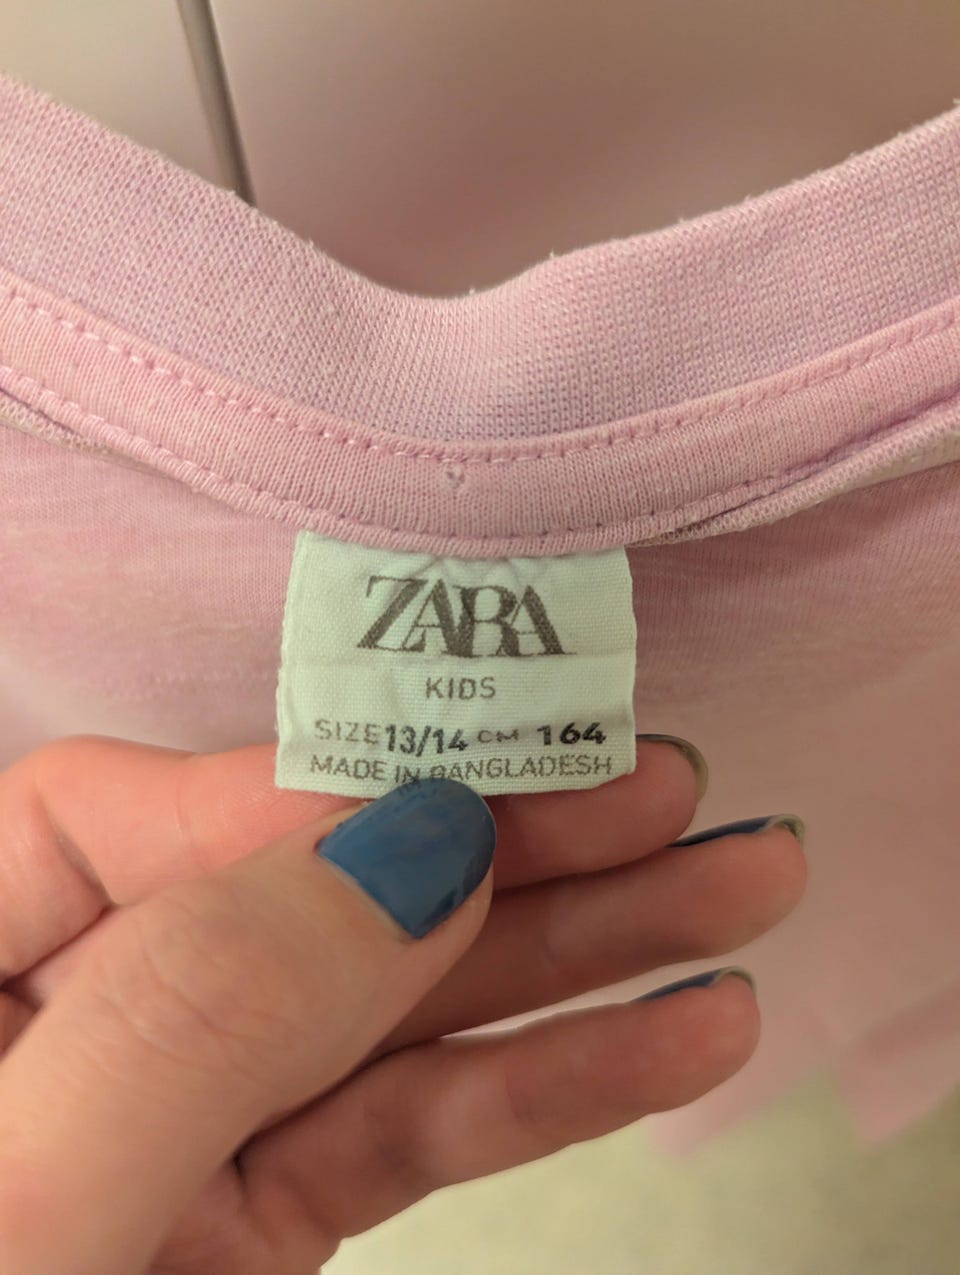 ZARA
KIDS
SIZE 13/14 CM 164
MADE IN BANGLADESH